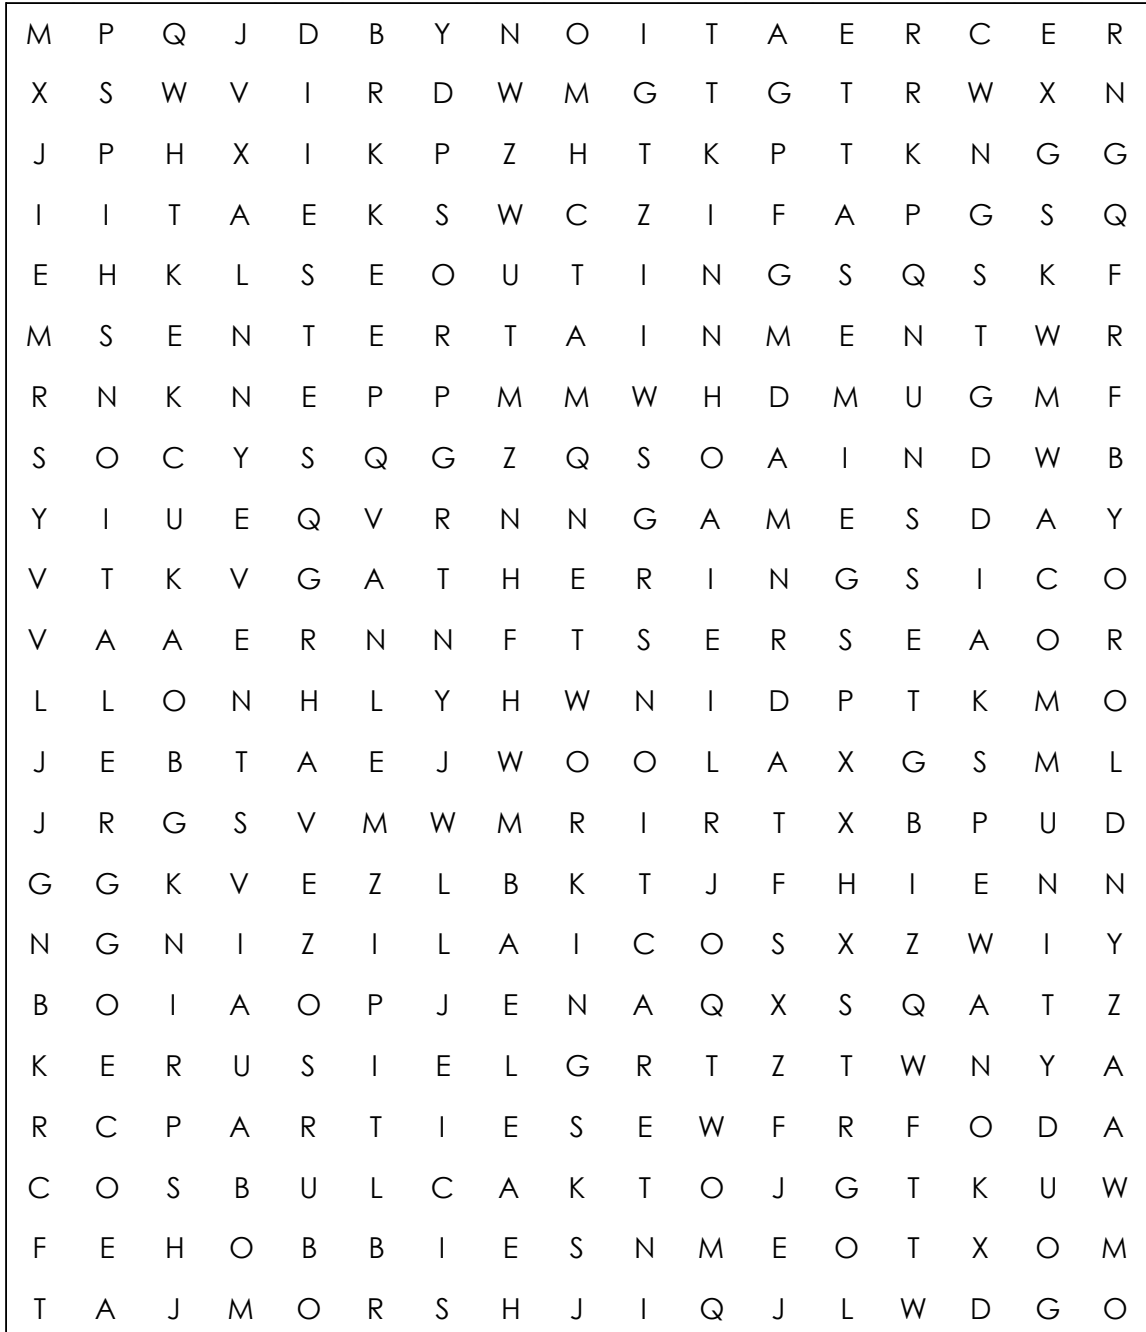 M P Q J D B Y N O I T A E R C E R
X S W V I R D W M G T G T R W X N
J P H X I K P Z H T K P T K N G G
I I T A E K S W C Z I F A P G S Q
E H K L S E O U T I N G S Q S K F
M S E N T E R T A I N M E N T W R
R N K N E P P M M W H D M U G M F
S O C Y S Q G Z Q S O A I N D W B
Y I U E Q V R N N G A M E S D A Y
V T K V G A T H E R I N G S I C O
V A A E R N N F T S E R S E A O R
L L O N H L Y H W N I D P T K M O
J E B T A E J W O O L A X G S M L
J R G S V M W M R I R T X B P U D
G G K V E Z L B K T J F H I E N N
N G N I Z I L A I C O S X Z W I Y
B O I A O P J E N A Q X S Q A T Z
K E R U S I E L G R T Z T W N Y A
R C P A R T I E S E W F R F O D A
C O S B U L C A K T O J G T K U W
F E H O B B I E S N M E O T X O M
T A J M O R S H J I Q J L W D G O